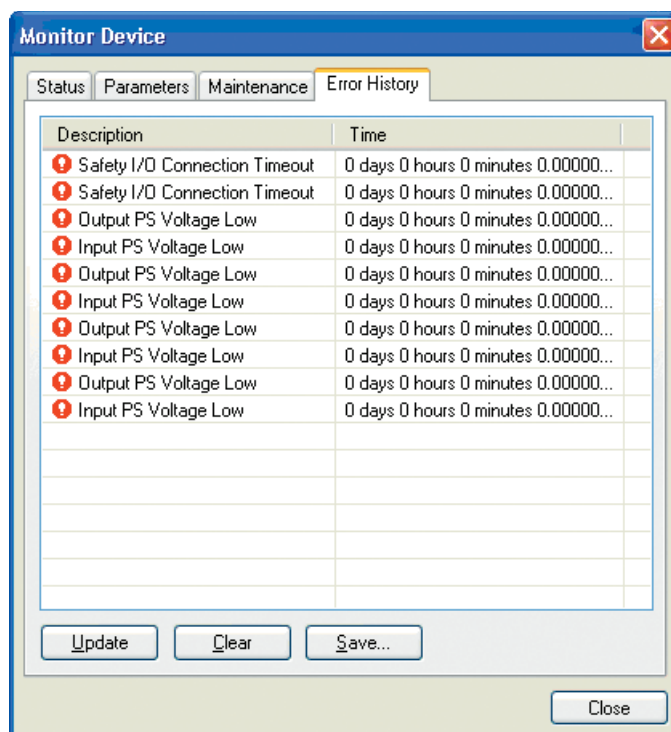 Monitor Device
Status Parameters Maintenance Error History
Description Time
Safety I/O Connection Timeout 0 days 0 hours 0 minutes 0.00000...
Safety I/O Connection Timeout 0 days 0 hours 0 minutes 0.00000...
Output PS Voltage Low 0 days 0 hours 0 minutes 0.00000...
Input PS Voltage Low 0 days 0 hours 0 minutes 0.00000...
Output PS Voltage Low 0 days 0 hours 0 minutes 0.00000...
Input PS Voltage Low 0 days 0 hours 0 minutes 0.00000...
Output PS Voltage Low 0 days 0 hours 0 minutes 0.00000...
Input PS Voltage Low 0 days 0 hours 0 minutes 0.00000...
Output PS Voltage Low 0 days 0 hours 0 minutes 0.00000...
Input PS Voltage Low 0 days 0 hours 0 minutes 0.00000...
Update Clear Save...
Close